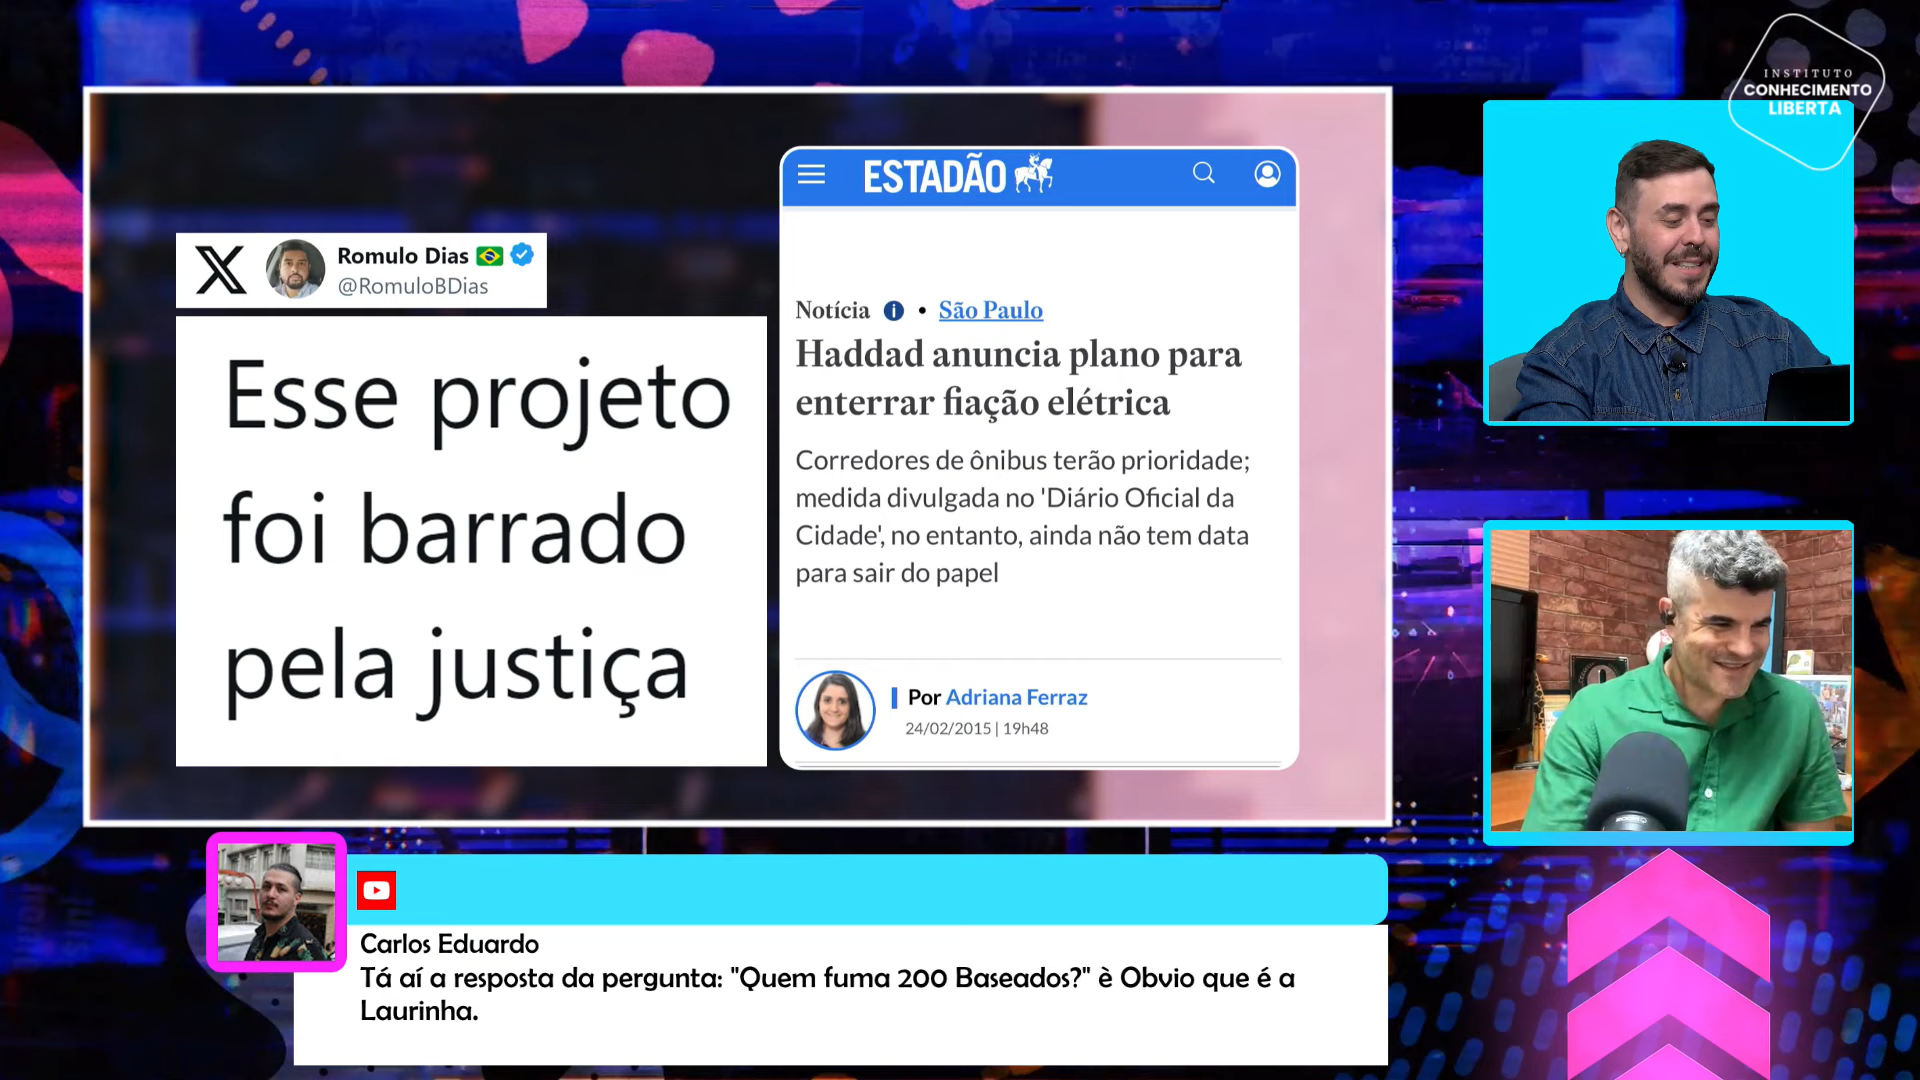 INSTITUTO
CONHECIMENTO
LIBERTA
X
Romulo Dias
@RomuloBDias
Esse projeto
foi barrado
pela justiça
ESTADÃO
Notícia i • São Paulo
Haddad anuncia plano para
enterrar fiação elétrica
Corredores de ônibus terão prioridade;
medida divulgada no 'Diário Oficial da
Cidade', no entanto, ainda não tem data
para sair do papel
Por Adriana Ferraz
24/02/2015 | 19h48
Carlos Eduardo
Tá aí a resposta da pergunta: "Quem fuma 200 Baseados?" è Obvio que é a
Laurinha.